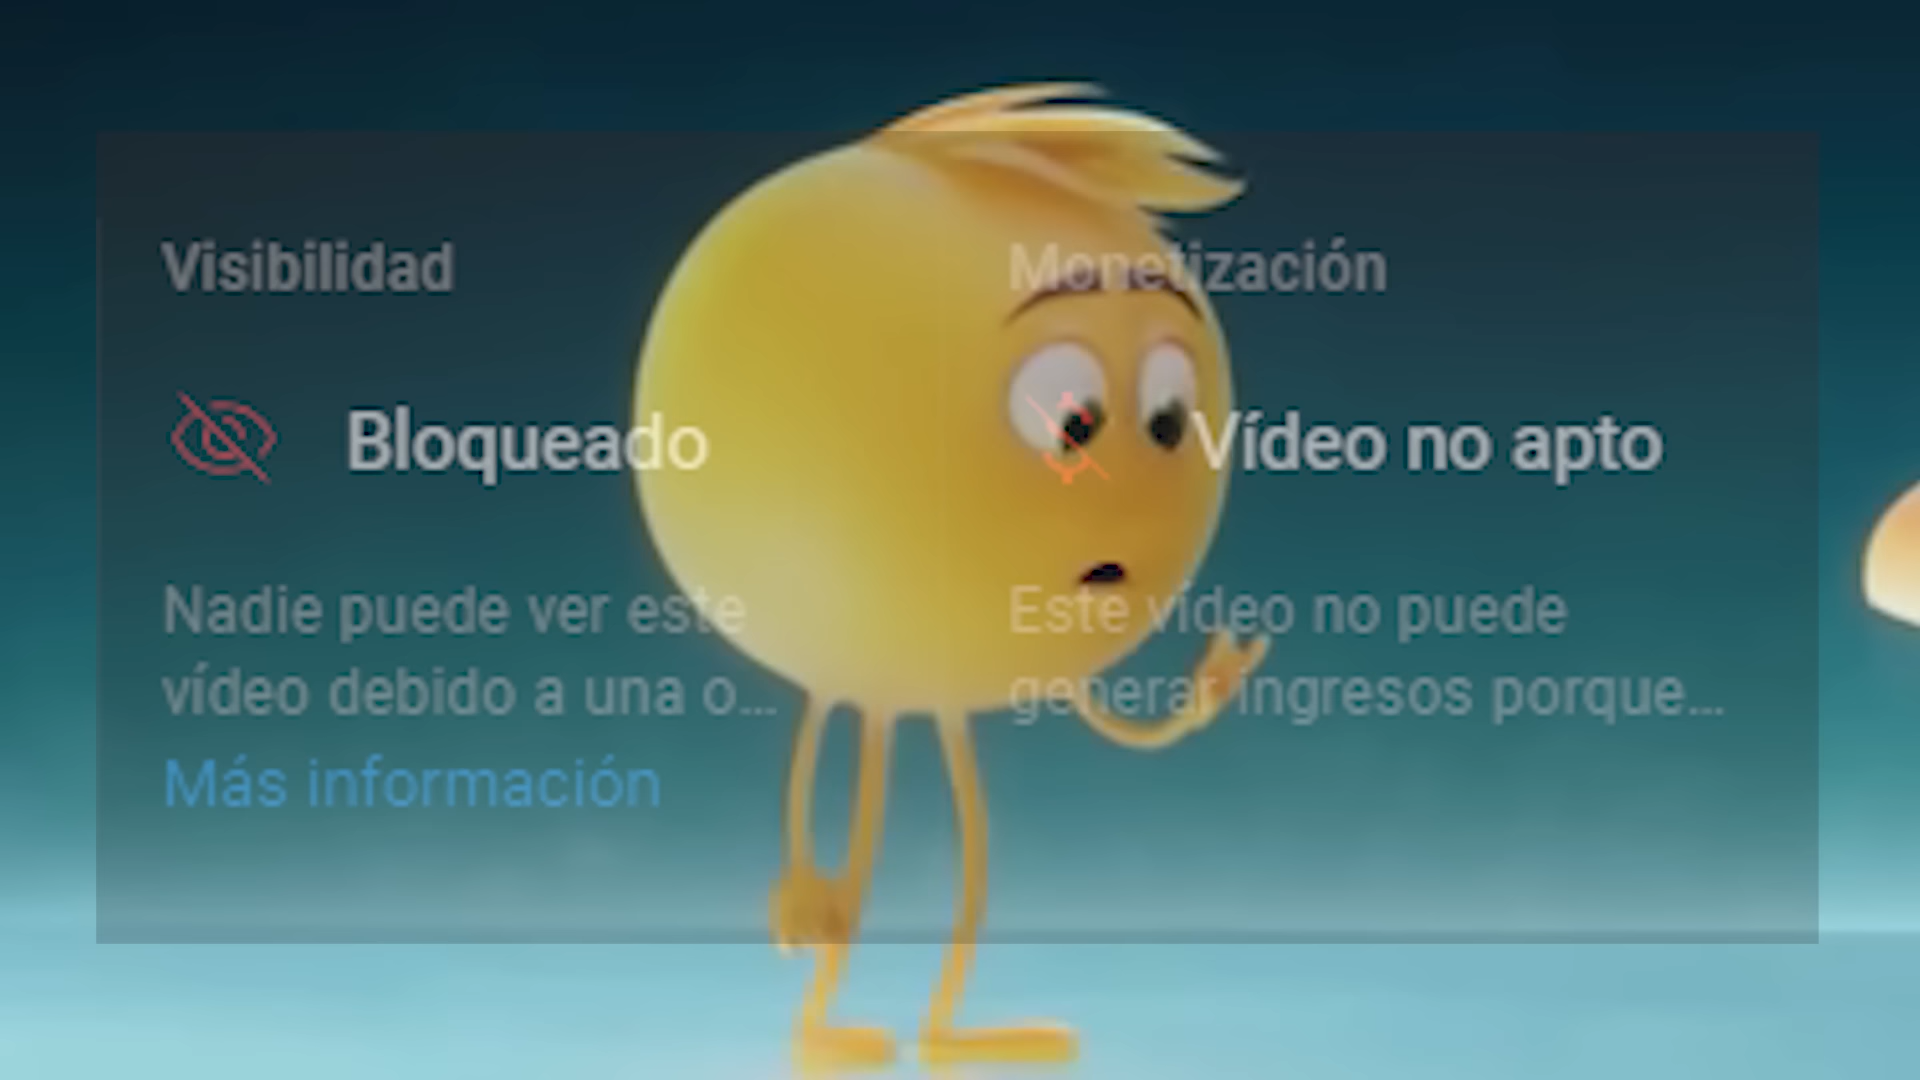 Visibilidad
Monetización
Bloqueado
Vídeo no apto
Nadie puede ver este
vídeo debido a una o...
Más información
Este vídeo no puede
generar ingresos porque...